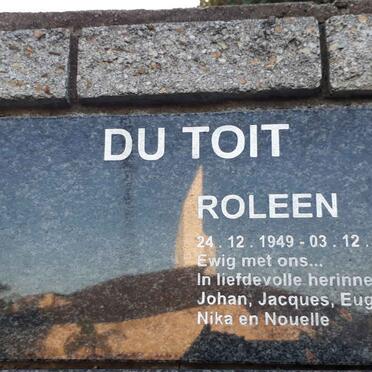 DU TOIT
ROLEEN
24 . 12 . 1949 - 03 . 12 .
Ewig met ons...
In liefdevolle herinne
Johan, Jacques, Eug
Nika en Nouelle